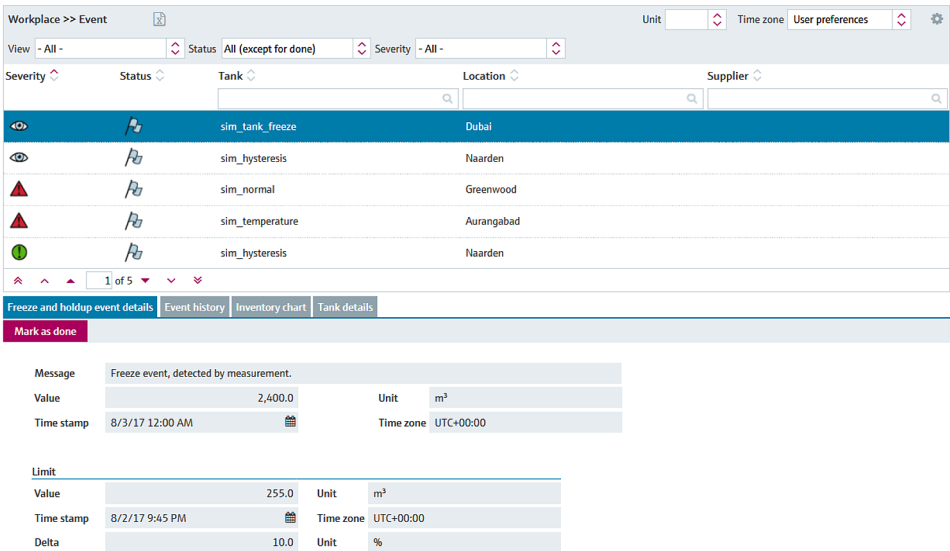 Workplace >> Event Unit Time zone User preferences
View - All - Status All (except for done) Severity - All -
Severity Status Tank Location Supplier
sim_tank_freeze Dubai
sim_hysteresis Naarden
sim_normal Greenwood
sim_temperature Aurangabad
sim_hysteresis Naarden
1 of 5
Freeze and holdup event details Event history Inventory chart Tank details
Mark as done
Message Freeze event, detected by measurement.
Value 2,400.0 Unit m³
Time stamp 8/3/17 12:00 AM Time zone UTC+00:00
Limit
Value 255.0 Unit m³
Time stamp 8/2/17 9:45 PM Time zone UTC+00:00
Delta 10.0 Unit %